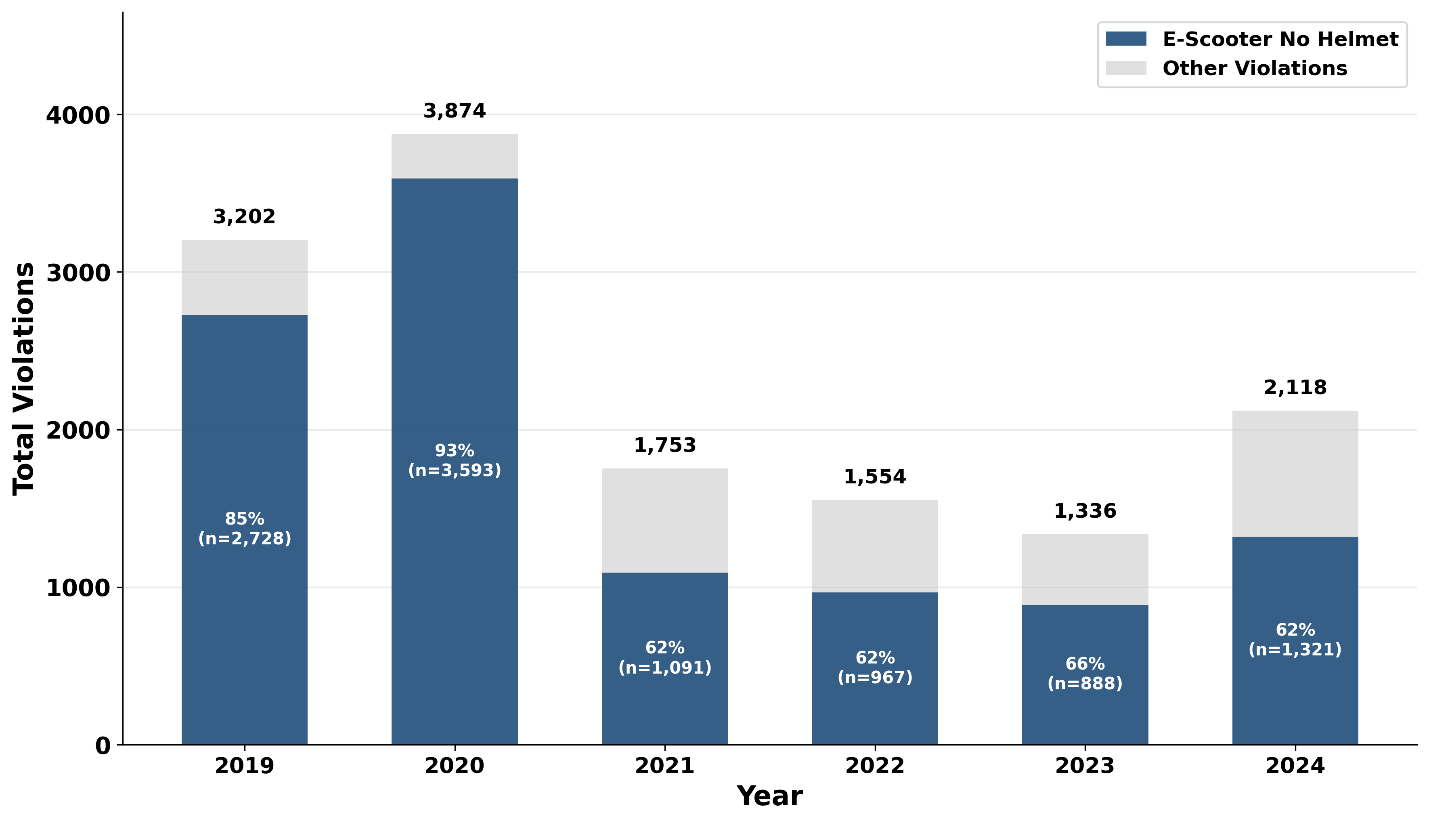 E-Scooter No Helmet
Other Violations
Total Violations
4000
3000
2000
1000
0
3,202
85%
(n=2,728)
3,874
93%
(n=3,593)
1,753
62%
(n=1,091)
1,554
62%
(n=967)
1,336
66%
(n=888)
2,118
62%
(n=1,321)
2019
2020
2021
2022
2023
2024
Year